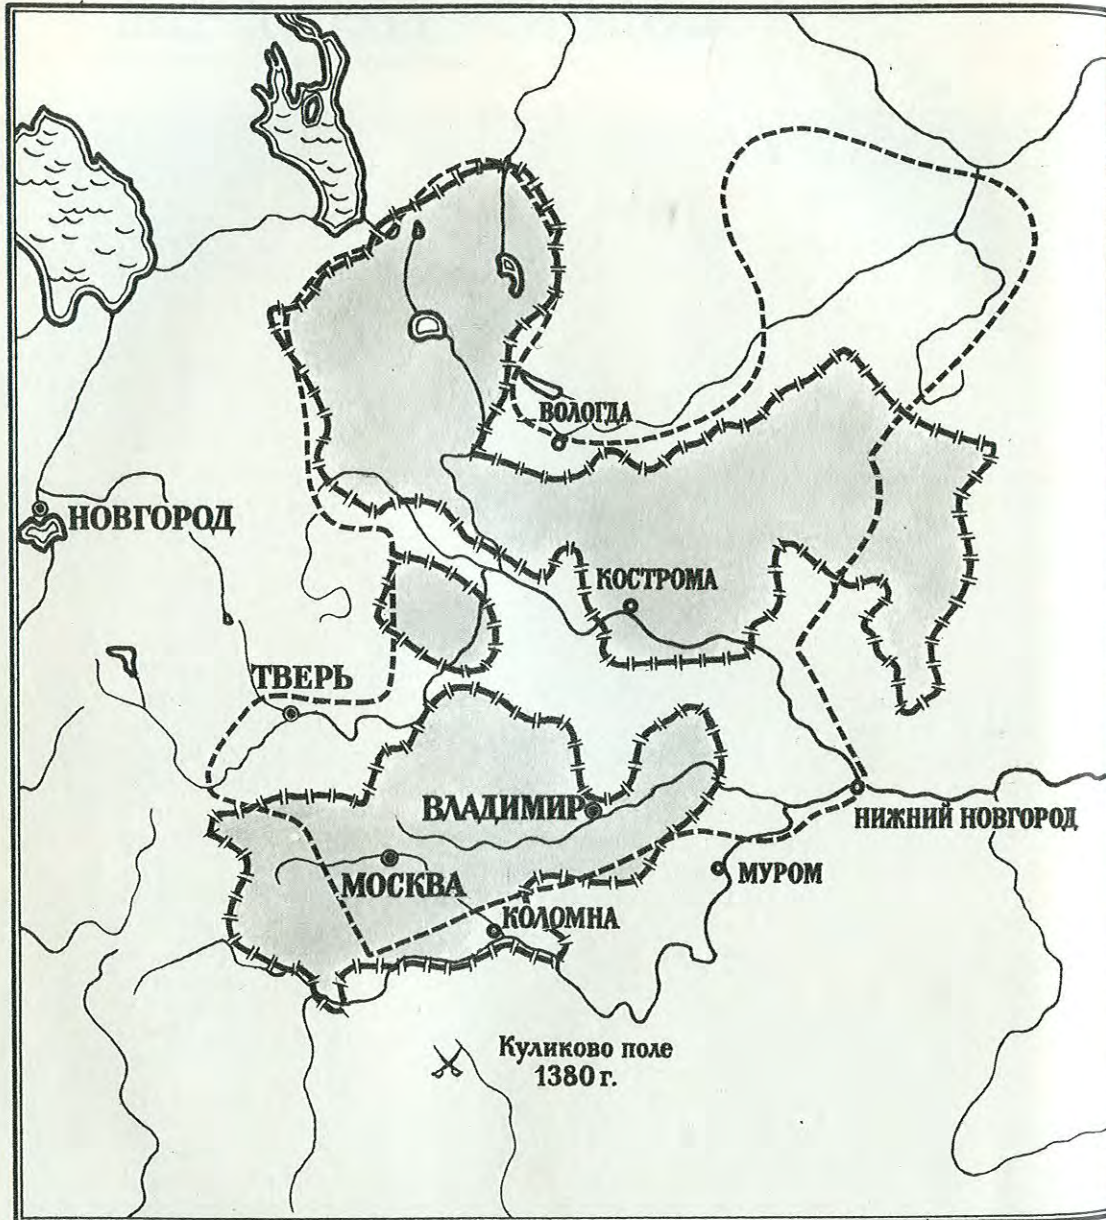 ВОЛОГДА
НОВГОРОД
КОСТРОМА
ТВЕРЬ
ВЛАДИМИР
НИЖНИЙ НОВГОРОД
МОСКВА
МУРОМ
КОЛОМНА
Куликово поле
1380 г.